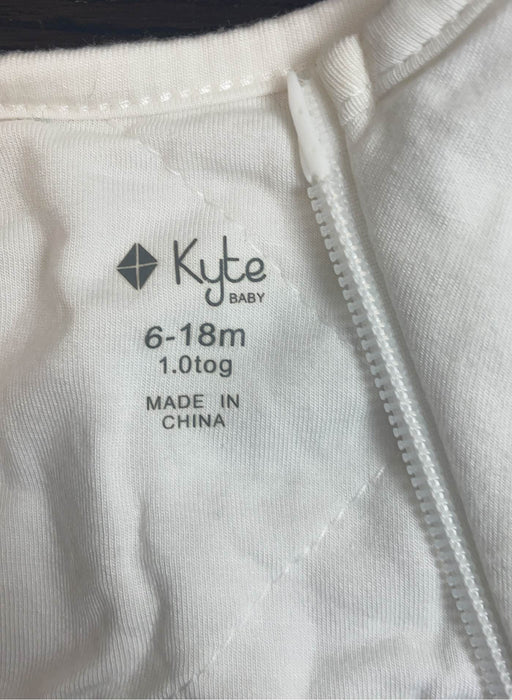 Kyte
BABY
6-18m
1.0tog
MADE IN
CHINA